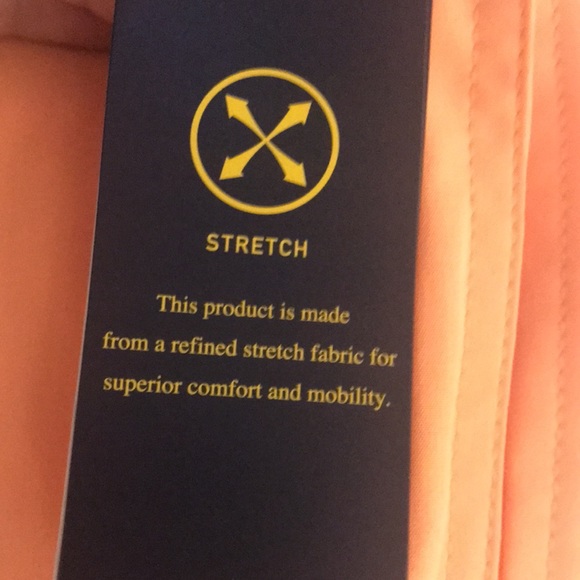 STRETCH
This product is made
from a refined stretch fabric for
superior comfort and mobility.